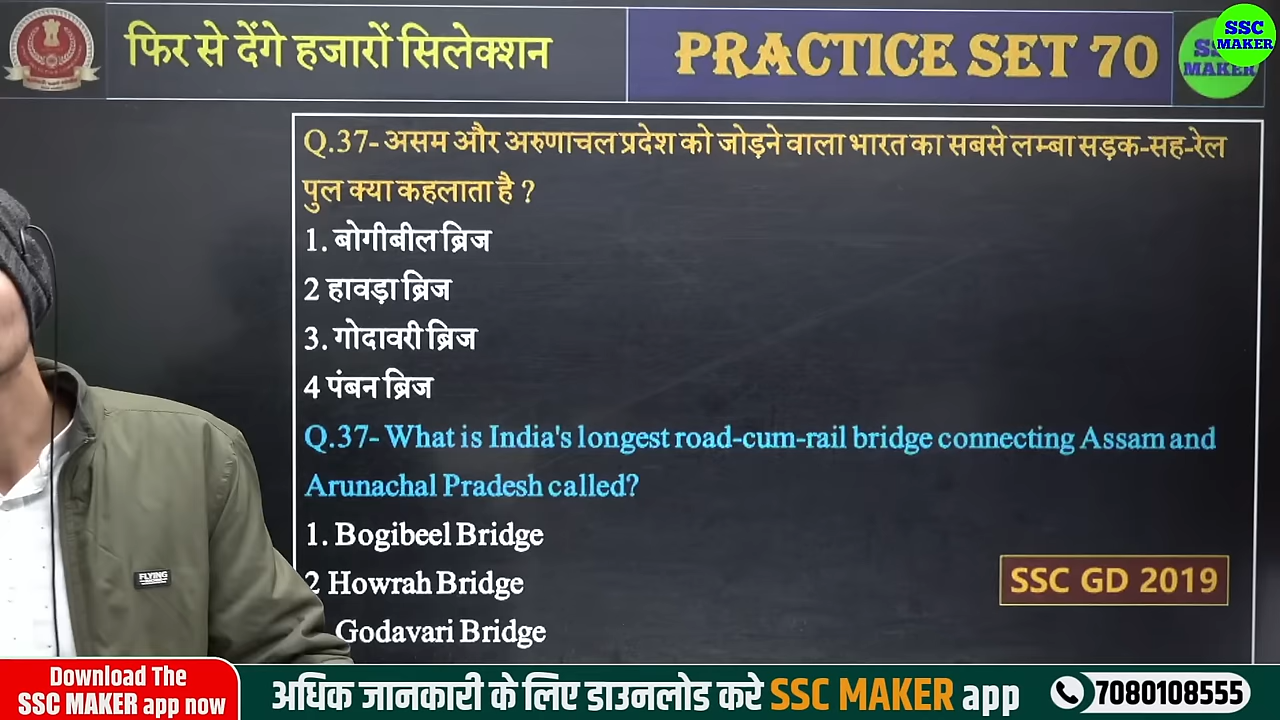 फिर से देंगे हजारों सिलेक्शन
PRACTICE SET 70
SSC
MAKER
MAKER
Q.37- असम और अरुणाचल प्रदेश को जोड़ने वाला भारत का सबसे लम्बा सड़क-सह-रेल
पुल क्या कहलाता है ?
1. बोगीबील ब्रिज
2 हावड़ा ब्रिज
3. गोदावरी ब्रिज
4 पंबन ब्रिज
Q.37- What is India's longest road-cum-rail bridge connecting Assam and
Arunachal Pradesh called?
1. Bogibeel Bridge
2 Howrah Bridge
Godavari Bridge
SSC GD 2019
FLYING
Download The
SSC MAKER app now
अधिक जानकारी के लिए डाउनलोड करे SSC MAKER app
7080108555